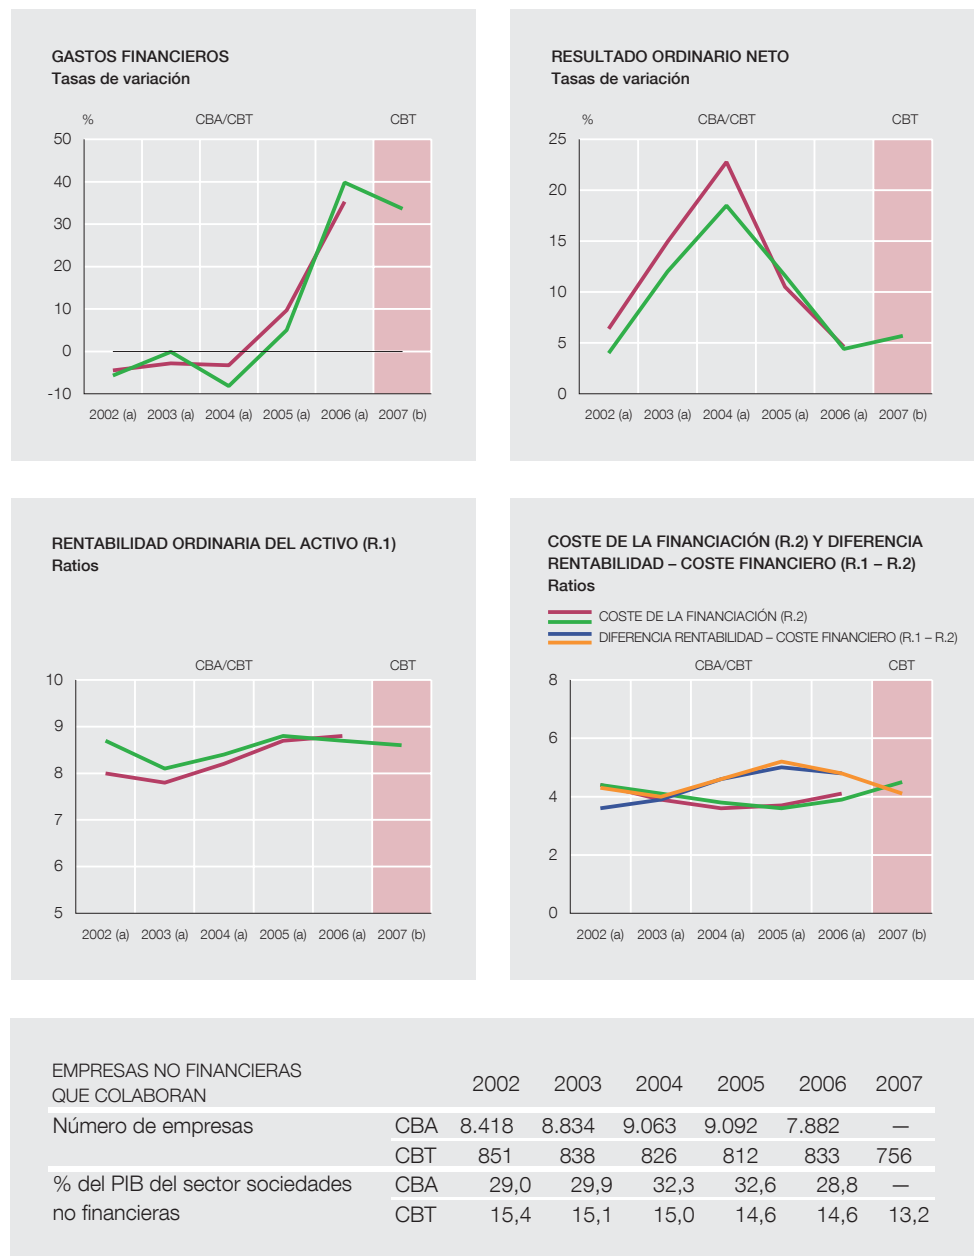 GASTOS FINANCIEROS
Tasas de variación
% CBA/CBT CBT
50
40
30
20
10
0
-10
2002 (a) 2003 (a) 2004 (a) 2005 (a) 2006 (a) 2007 (b)
RESULTADO ORDINARIO NETO
Tasas de variación
% CBA/CBT CBT
25
20
15
10
5
0
2002 (a) 2003 (a) 2004 (a) 2005 (a) 2006 (a) 2007 (b)
RENTABILIDAD ORDINARIA DEL ACTIVO (R.1)
Ratios
CBA/CBT CBT
10
9
8
7
6
5
2002 (a) 2003 (a) 2004 (a) 2005 (a) 2006 (a) 2007 (b)
COSTE DE LA FINANCIACIÓN (R.2) Y DIFERENCIA
RENTABILIDAD – COSTE FINANCIERO (R.1 – R.2)
Ratios
COSTE DE LA FINANCIACIÓN (R.2)
DIFERENCIA RENTABILIDAD – COSTE FINANCIERO (R.1 – R.2)
CBA/CBT CBT
8
6
4
2
0
2002 (a) 2003 (a) 2004 (a) 2005 (a) 2006 (a) 2007 (b)
EMPRESAS NO FINANCIERAS
QUE COLABORAN 2002 2003 2004 2005 2006 2007
Número de empresas CBA 8.418 8.834 9.063 9.092 7.882 —
CBT 851 838 826 812 833 756
% del PIB del sector sociedades CBA 29,0 29,9 32,3 32,6 28,8 —
no financieras CBT 15,4 15,1 15,0 14,6 14,6 13,2